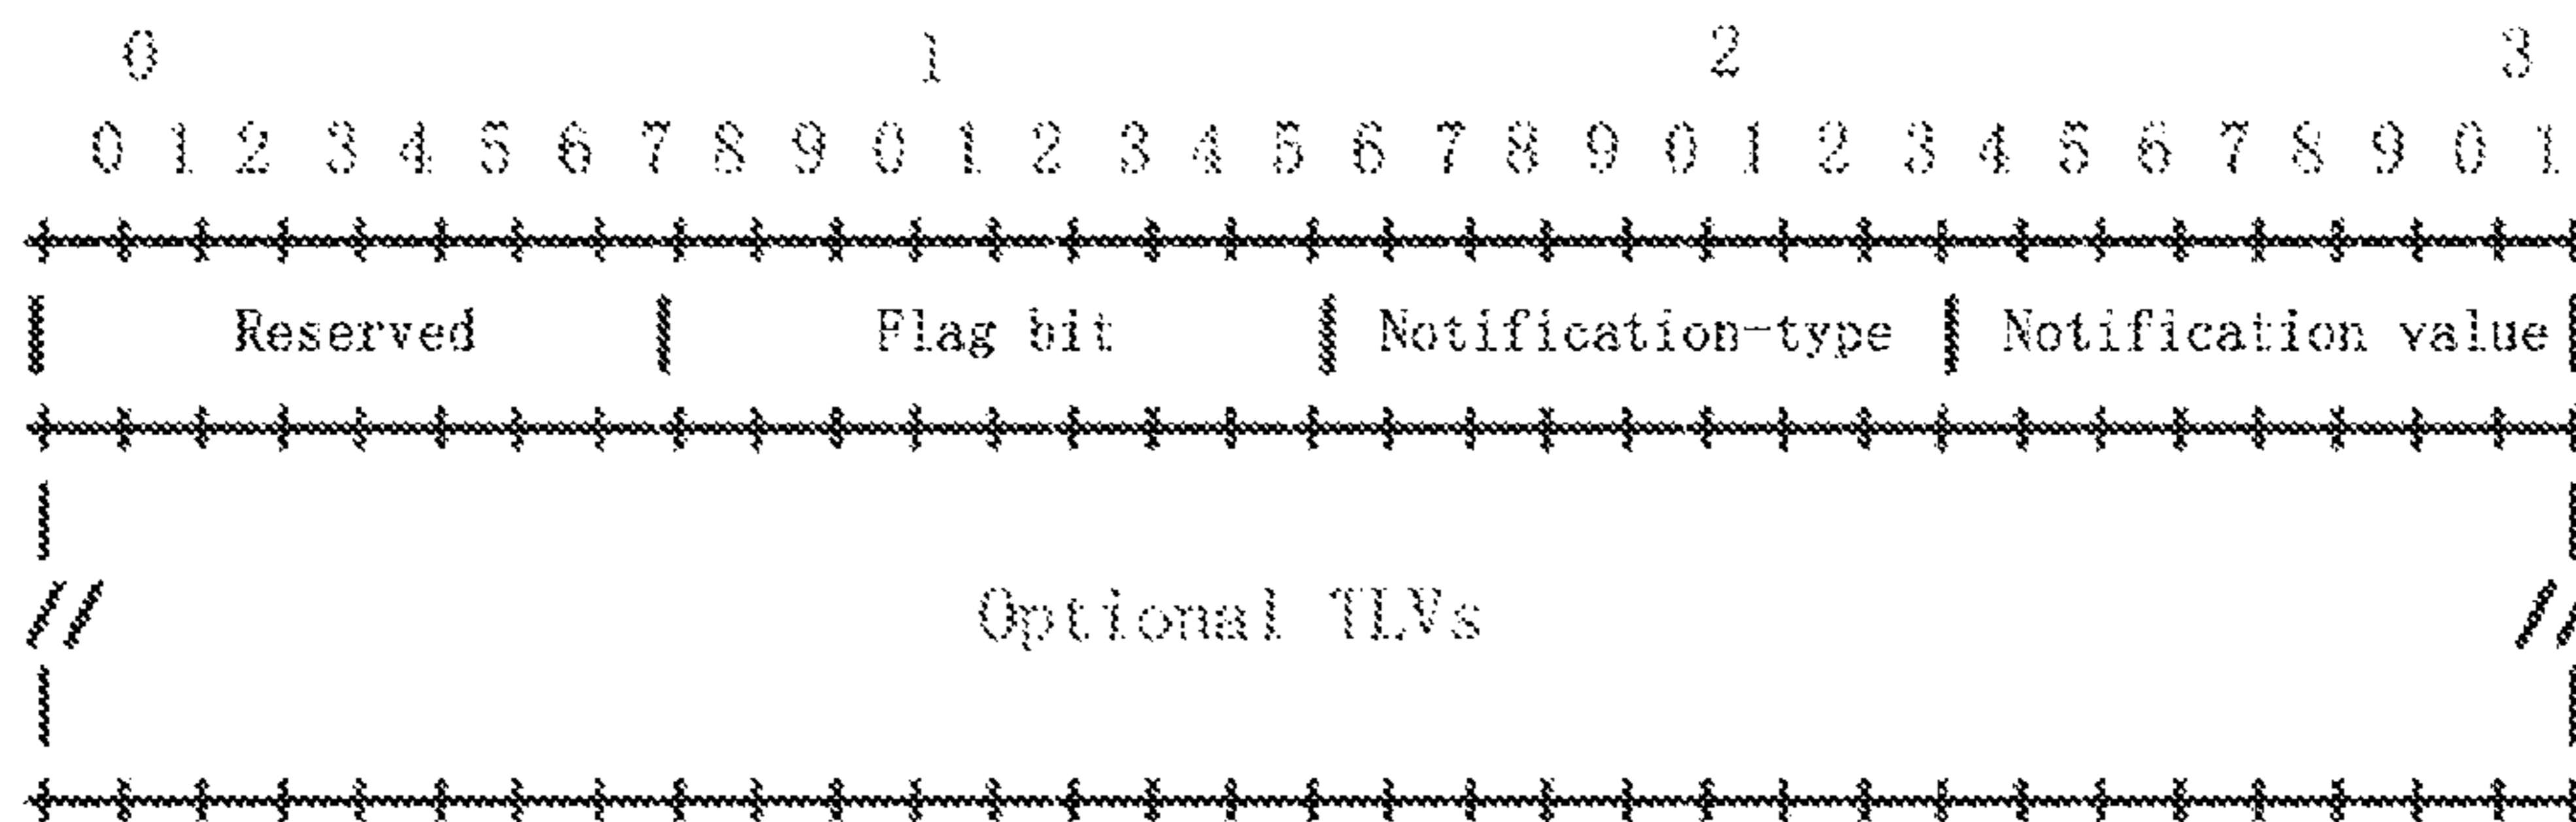 0 1 2 3
0 1 2 3 4 5 6 7 8 9 0 1 2 3 4 5 6 7 8 9 0 1 2 3 4 5 6 7 8 9 0 1
Reserved | Flag bit | Notification-type | Notification value
// Optional TLVs //